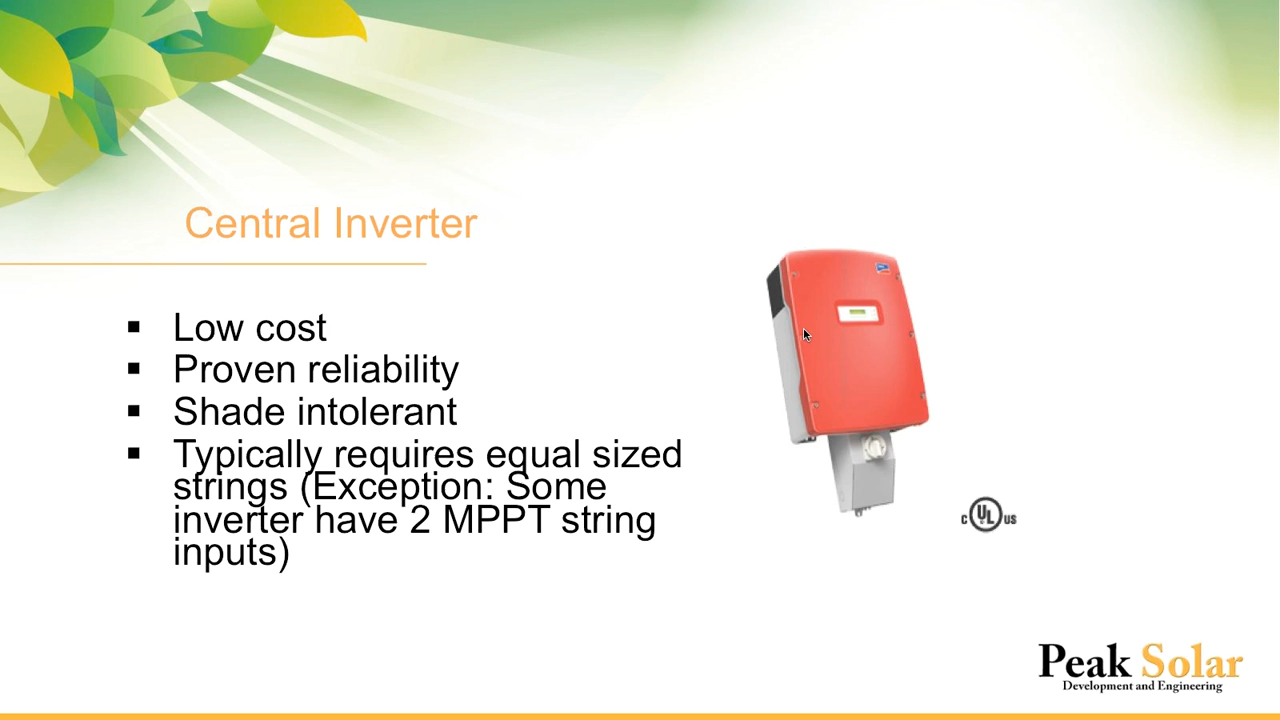 Central Inverter
Low cost
Proven reliability
Shade intolerant
Typically requires equal sized
strings (Exception: Some
inverter have 2 MPPT string
inputs)
c UL us
Peak Solar
Development and Engineering